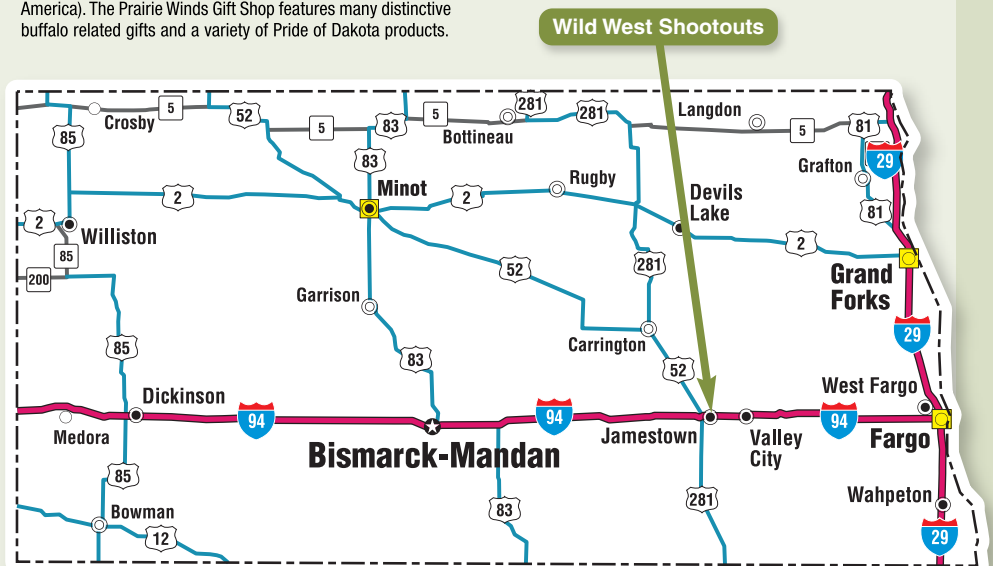 America). The Prairie Winds Gift Shop features many distinctive
buffalo related gifts and a variety of Pride of Dakota products.
Wild West Shootouts
Crosby
5
52
5
83
5
281
Bottineau
281
Langdon
5
81
85
83
Grafton
29
2
Minot
2
Rugby
Devils
Lake
81
2
Williston
85
200
52
281
2
Grand
Forks
Garrison
Carrington
29
85
83
52
Dickinson
West Fargo
Medora
94
94
Jamestown
Valley
City
94
Fargo
Bismarck-Mandan
85
83
281
Wahpeton
Bowman
12
29